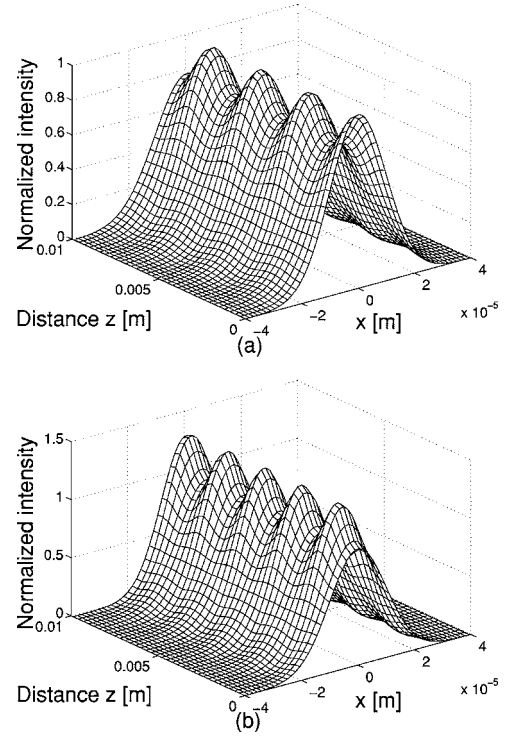 Normalized intensity
1
0.8
0.6
0.4
0.2
0
0.01
0.005
0
Distance z [m]
−4
−2
0
2
4
x 10⁻⁵
x [m]
(a)
Normalized intensity
1.5
1
0.5
0
0.01
0.005
0
Distance z [m]
−4
−2
0
2
4
x 10⁻⁵
x [m]
(b)